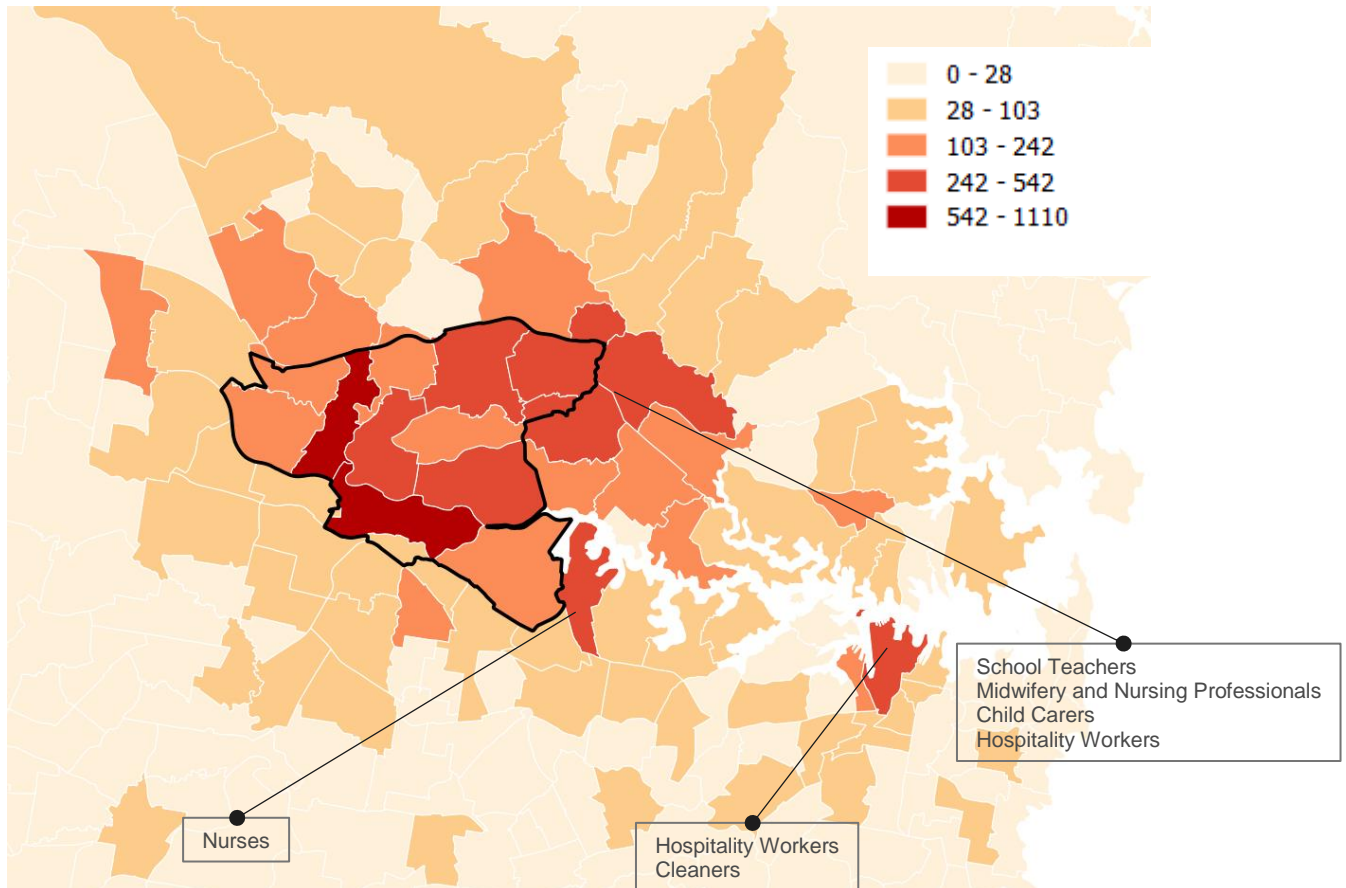 0 - 28
28 - 103
103 - 242
242 - 542
542 - 1110
School Teachers
Midwifery and Nursing Professionals
Child Carers
Hospitality Workers
Nurses
Hospitality Workers
Cleaners